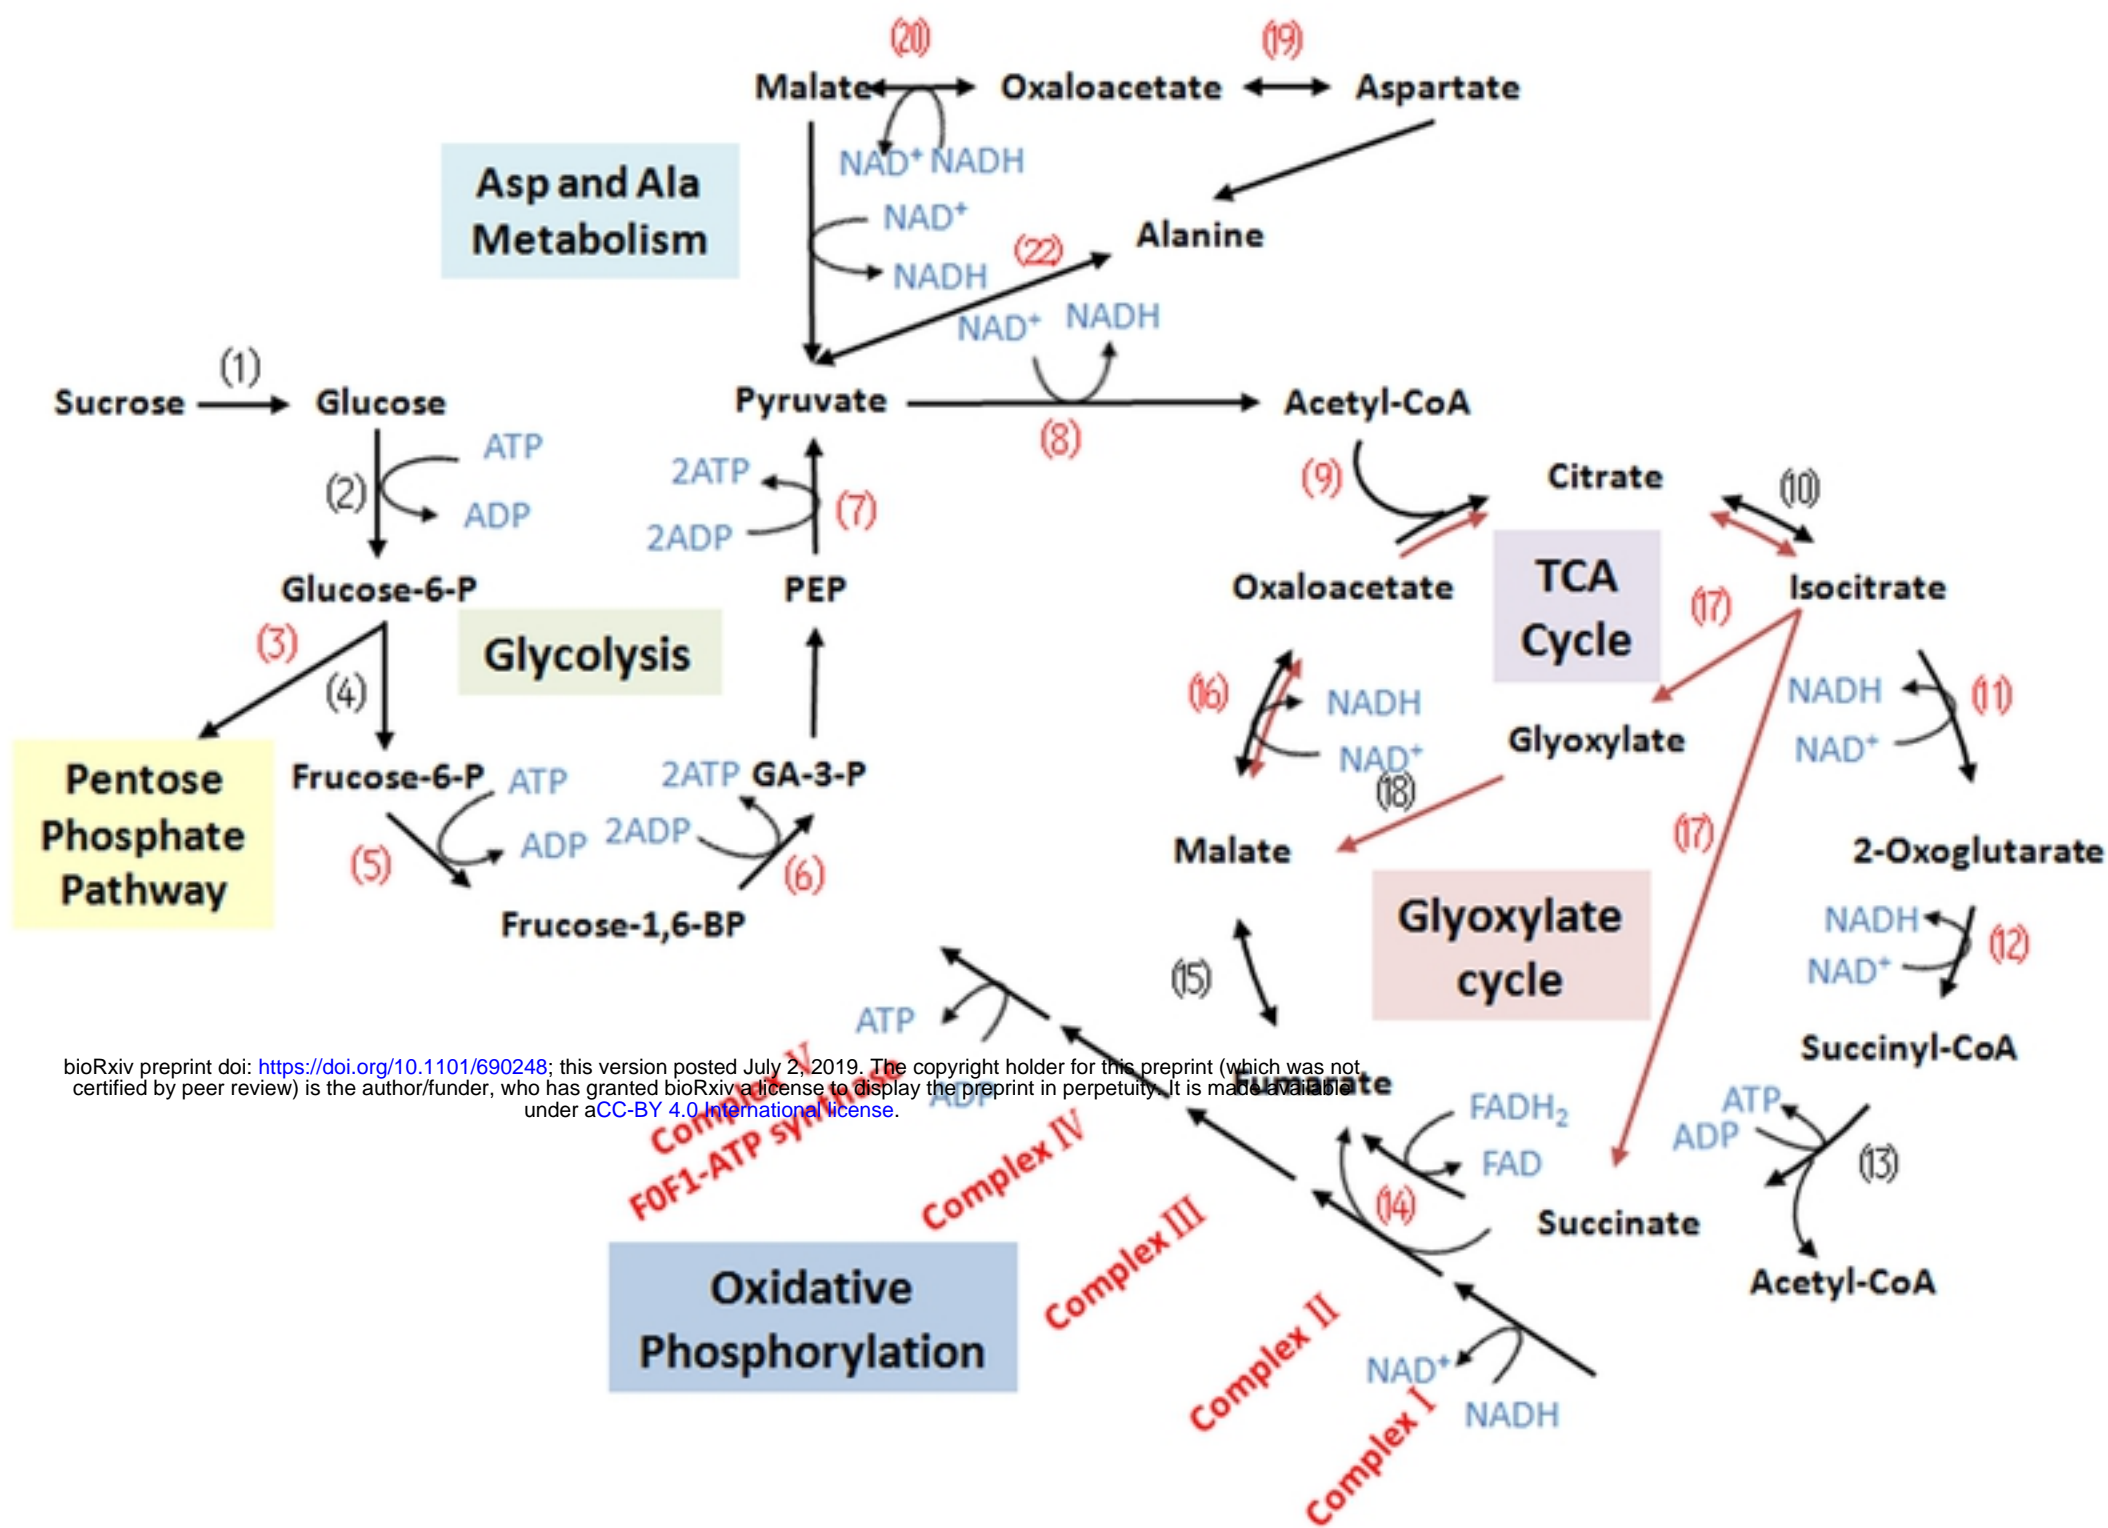 (20)
(19)
Malate
Oxaloacetate
Aspartate
NAD⁺ NADH
Asp and Ala
Metabolism
NAD⁺
NADH
(22)
Alanine
NAD⁺ NADH
(1)
Sucrose
Glucose
Pyruvate
Acetyl-CoA
(8)
ATP
(2)
ADP
2ATP
(7)
2ADP
(9)
Citrate
(10)
Glucose-6-P
PEP
Oxaloacetate
TCA
Cycle
Isocitrate
(17)
(3)
Glycolysis
(4)
(16)
NADH
NAD⁺
(18)
Glyoxylate
NADH
(11)
NAD⁺
Pentose
Phosphate
Pathway
Frucose-6-P
ATP
2ATP
GA-3-P
(5)
ADP
2ADP
(6)
Malate
(17)
2-Oxoglutarate
Frucose-1,6-BP
Glyoxylate
cycle
NADH
(12)
NAD⁺
(15)
ATP
Succinyl-CoA
bioRxiv preprint doi: https://doi.org/10.1101/690248; this version posted July 2, 2019. The copyright holder for this preprint (which was not
certified by peer review) is the author/funder, who has granted bioRxiv a license to display the preprint in perpetuity. It is made available
under aCC-BY 4.0 International license.
Fumarate
ADP
Complex Ⅴ
F0F1-ATP synthase
Complex Ⅳ
FADH₂
FAD
ATP
ADP
(13)
(14)
Succinate
Complex Ⅲ
Acetyl-CoA
Oxidative
Phosphorylation
Complex Ⅱ
NAD⁺
NADH
Complex Ⅰ